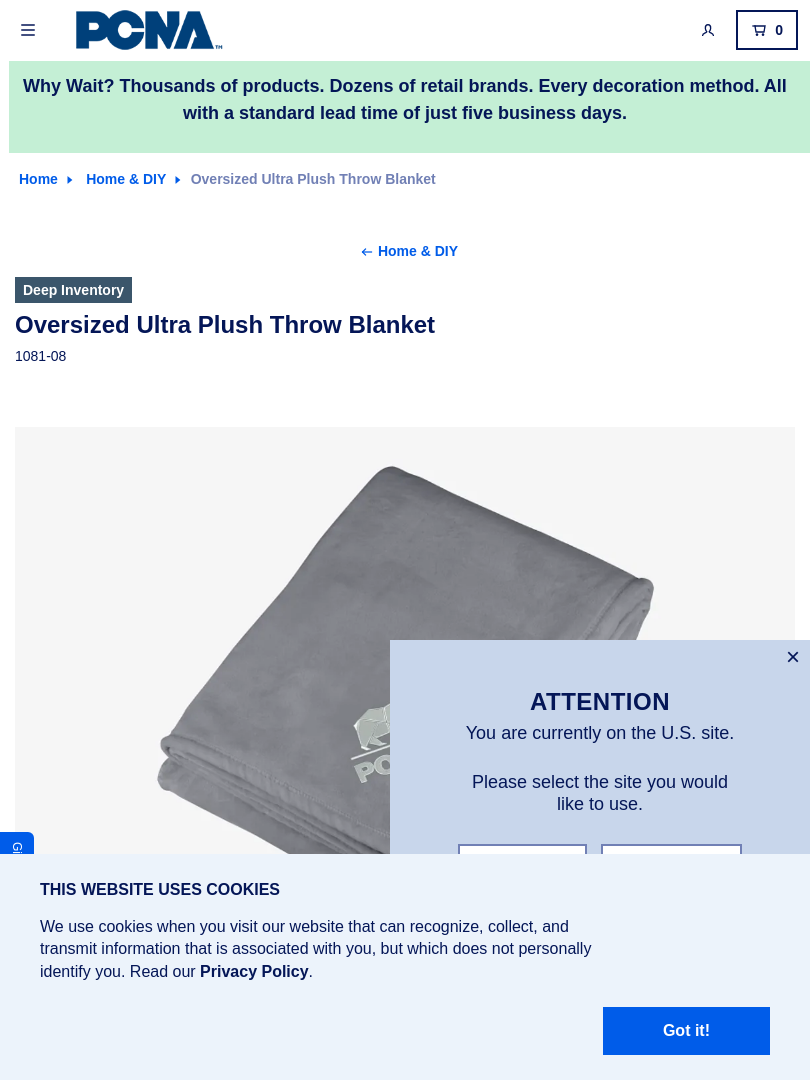 PCNA™
0
Why Wait? Thousands of products. Dozens of retail brands. Every decoration method. All
with a standard lead time of just five business days.
Home
Home & DIY
Oversized Ultra Plush Throw Blanket
Home & DIY
Deep Inventory
Oversized Ultra Plush Throw Blanket
1081-08
ATTENTION
You are currently on the U.S. site.
Please select the site you would
like to use.
THIS WEBSITE USES COOKIES
We use cookies when you visit our website that can recognize, collect, and
transmit information that is associated with you, but which does not personally
identify you. Read our Privacy Policy.
Got it!